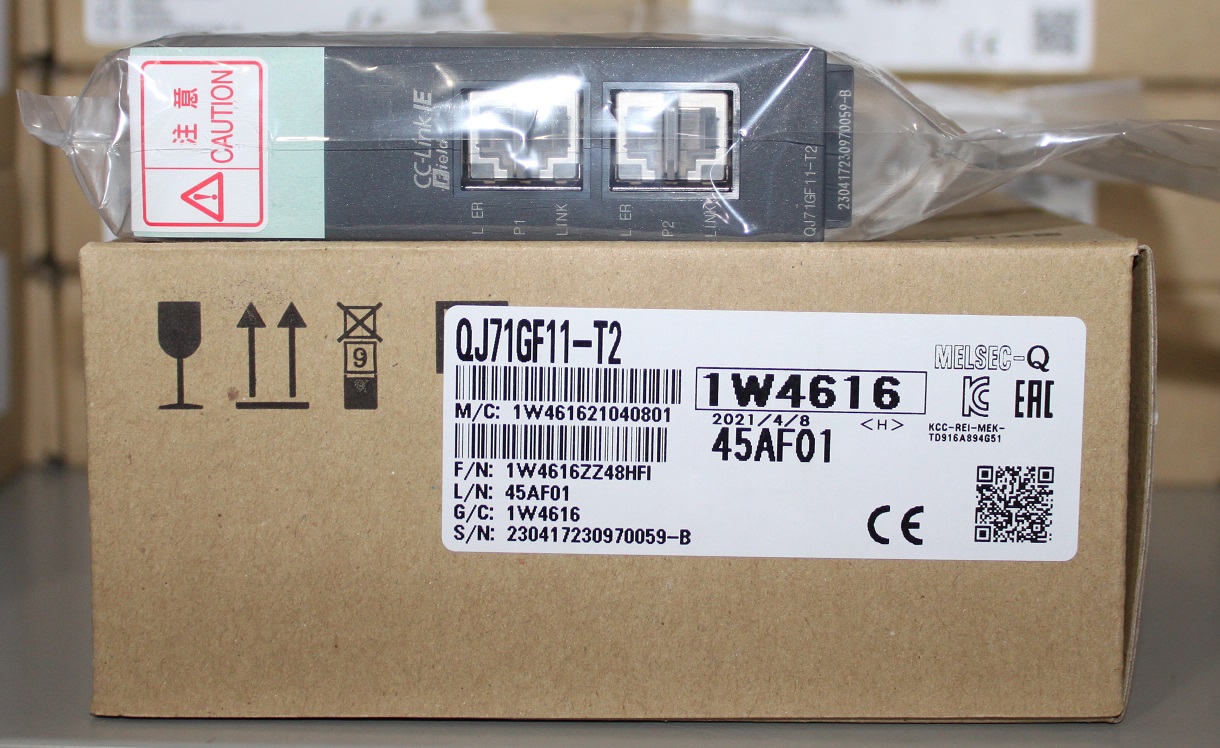 注意
CAUTION
CC-Link IE
Field
L ER
P1
LINK
L ER
P2
LINK
QJ71GF11-T2
230417230970059-B
9
QJ71GF11-T2
MELSEC-Q
1W4616
M/C: 1W461621040801
2021/4/8
<H>
KCC-REI-MEK-
TD916A894G51
EAC
45AF01
F/N: 1W4616ZZ48HFI
L/N: 45AF01
G/C: 1W4616
S/N: 230417230970059-B
CE